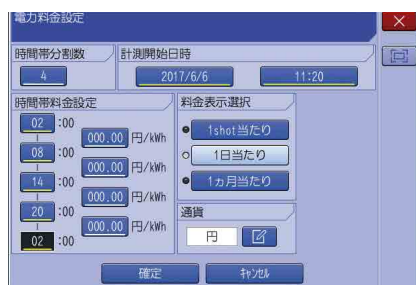 電力料金設定
時間帯分割数
計測開始日時
4
2017/6/6
11:20
時間帯料金設定
料金表示選択
02 :00
000.00 円/kWh
08 :00
000.00 円/kWh
14 :00
000.00 円/kWh
20 :00
000.00 円/kWh
02 :00
1shot当たり
1日当たり
1ヵ月当たり
通貨
円
確定
キャンセル